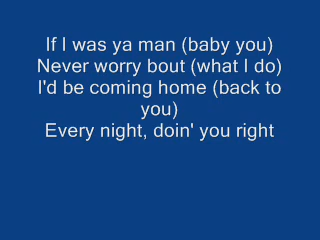 If I was ya man (baby you)
Never worry bout (what I do)
I'd be coming home (back to
you)
Every night, doin' you right